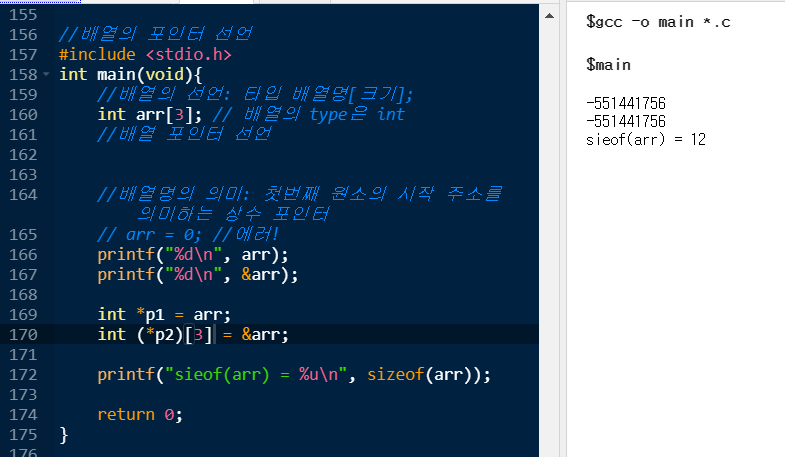 155
156 //배열의 포인터 선언
157 #include <stdio.h>
158 int main(void){
159 //배열의 선언: 타입 배열명[크기];
160 int arr[3]; // 배열의 type은 int
161 //배열 포인터 선언
162
163
164 //배열명의 의미: 첫번째 원소의 시작 주소를
의미하는 상수 포인터
165 // arr = 0; //에러!
166 printf("%d\n", arr);
167 printf("%d\n", &arr);
168
169 int *p1 = arr;
170 int (*p2)[3] = &arr;
171
172 printf("sieof(arr) = %u\n", sizeof(arr));
173
174 return 0;
175 }
176
$gcc -o main *.c
$main
-551441756
-551441756
sieof(arr) = 12